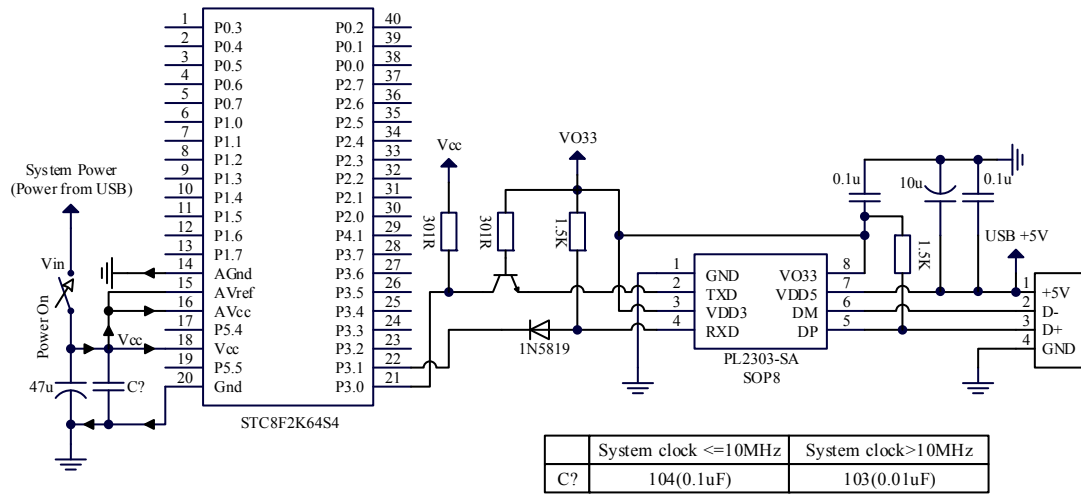 1 P0.3 P0.2 40
2 P0.4 P0.1 39
3 P0.5 P0.0 38
4 P0.6 P2.7 37
5 P0.7 P2.6 36
6 P1.0 P2.5 35
7 P1.1 P2.4 34
8 P1.2 P2.3 33
9 P1.3 P2.2 32
10 P1.4 P2.1 31
11 P1.5 P2.0 30
12 P1.6 P4.1 29
13 P1.7 P3.7 28
14 AGnd P3.6 27
15 AVref P3.5 26
16 AVcc P3.4 25
17 P5.4 P3.3 24
18 Vcc P3.2 23
19 P5.5 P3.1 22
20 Gnd P3.0 21
STC8F2K64S4
System Power
(Power from USB)
Vin
Power On
Vcc
47u
C?
Vcc
301R
VO33
301R
1.5K
1N5819
1 GND VO33 8
2 TXD VDD5 7
3 VDD3 DM 6
4 RXD DP 5
PL2303-SA
SOP8
0.1u
10u
0.1u
1.5K
USB +5V
1 +5V
2 D-
3 D+
4 GND
System clock <=10MHz System clock>10MHz
C? 104(0.1uF) 103(0.01uF)